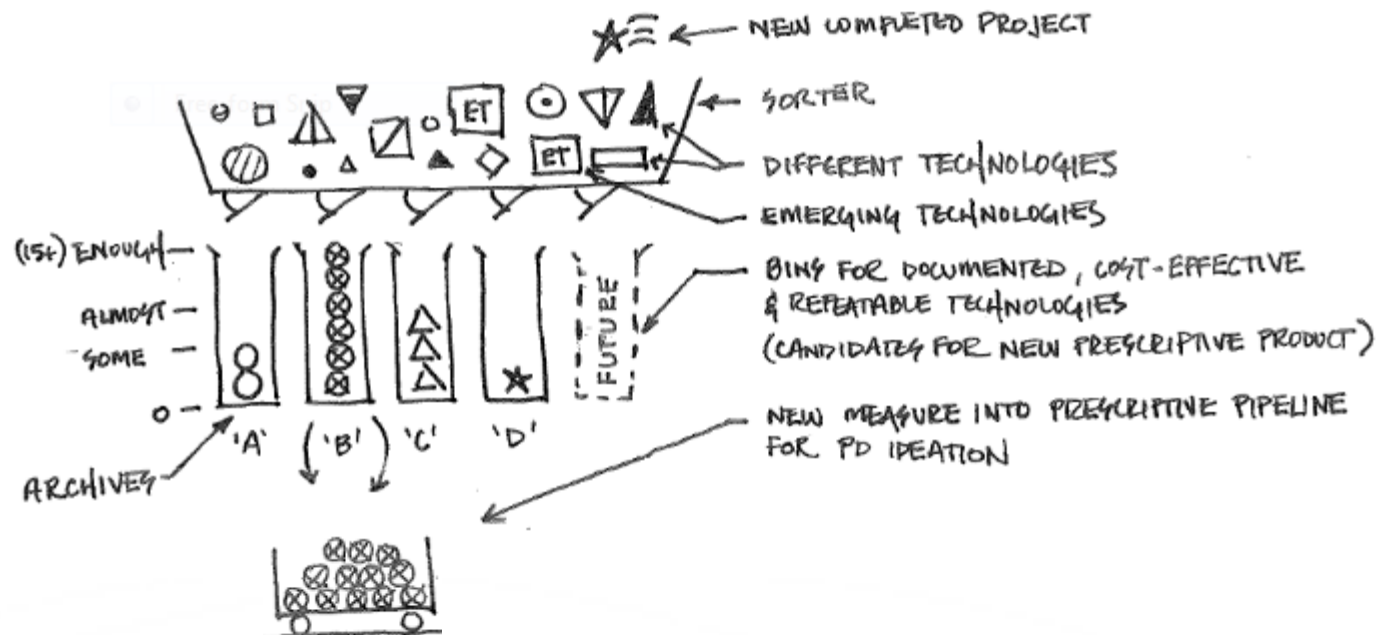 NEW COMPLETED PROJECT
SORTER
ET
ET
DIFFERENT TECHNOLOGIES
EMERGING TECHNOLOGIES
(15+) ENOUGH
ALMOST
SOME
0
FUTURE
BINS FOR DOCUMENTED, COST-EFFECTIVE
& REPEATABLE TECHNOLOGIES
(CANDIDATES FOR NEW PRESCRIPTIVE PRODUCT)
'A'
'B'
'C'
'D'
ARCHIVES
NEW MEASURE INTO PRESCRIPTIVE PIPELINE
FOR PD IDEATION